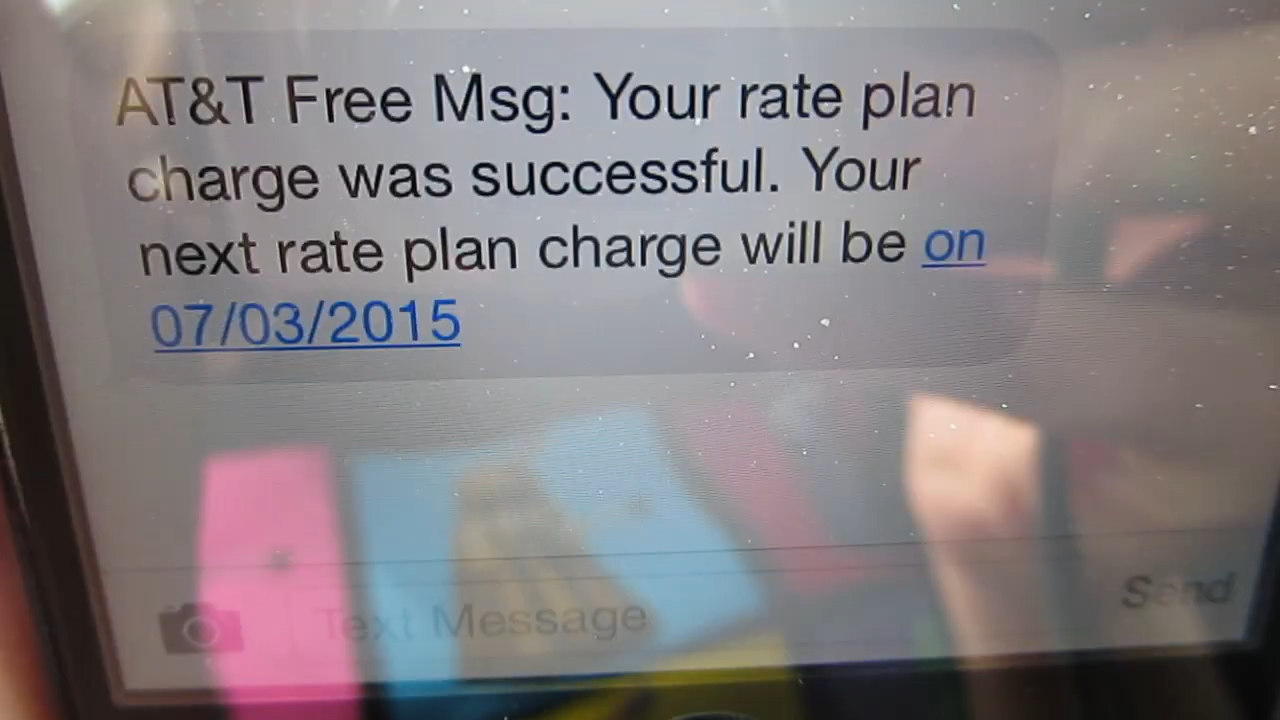 AT&T Free Msg: Your rate plan
charge was successful. Your
next rate plan charge will be on
07/03/2015
Text Message
Send